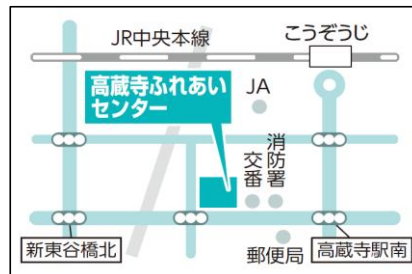 JR中央本線
こうぞうじ
高蔵寺ふれあい
センター
JA
交番
消防署
新東谷橋北
郵便局
高蔵寺駅南